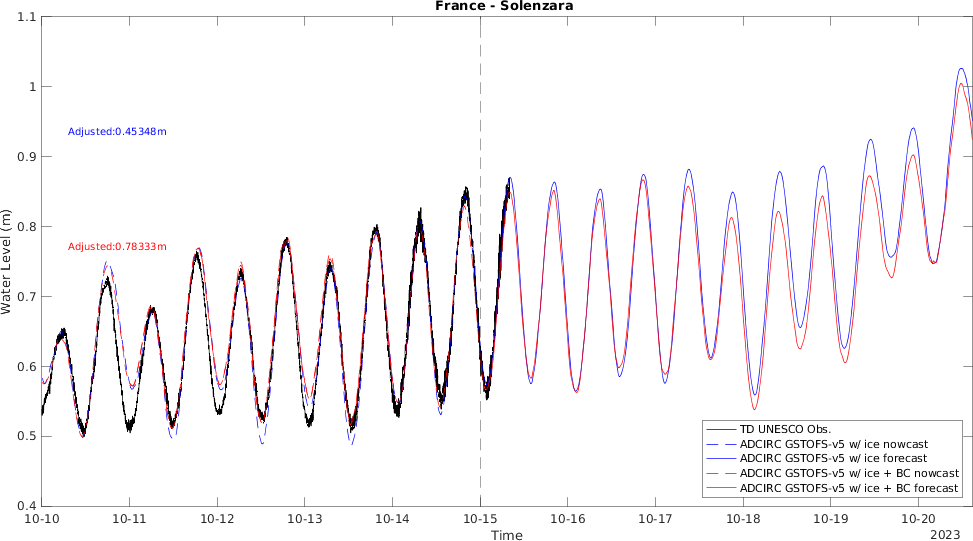 France - Solenzara
1.1
1
0.9
0.8
0.7
0.6
0.5
0.4
Water Level (m)
Adjusted:0.45348m
Adjusted:0.78333m
TD UNESCO Obs.
ADCIRC GSTOFS-v5 w/ ice nowcast
ADCIRC GSTOFS-v5 w/ ice forecast
ADCIRC GSTOFS-v5 w/ ice + BC nowcast
ADCIRC GSTOFS-v5 w/ ice + BC forecast
10-10 10-11 10-12 10-13 10-14 10-15 10-16 10-17 10-18 10-19 10-20
Time
2023